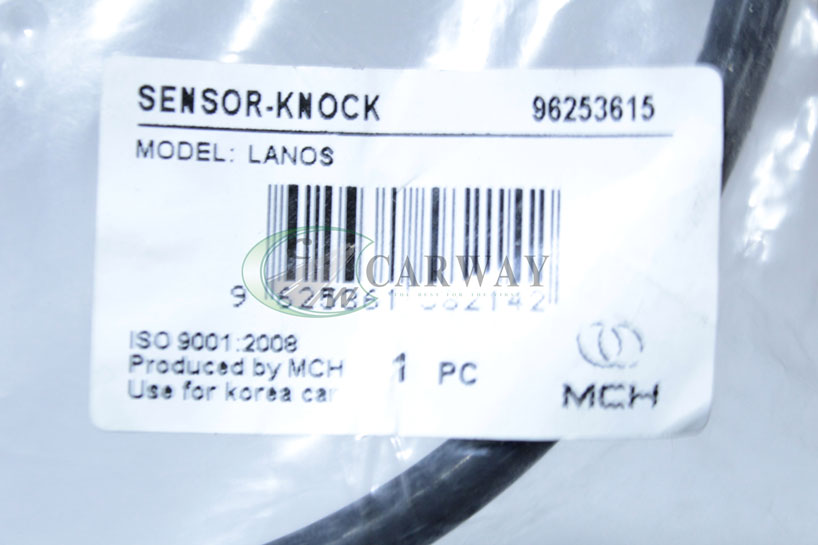 SENSOR-KNOCK 96253615
MODEL: LANOS
CARWAY
ISO 9001:2008
Produced by MCH 1 PC
Use for korea car
MCH